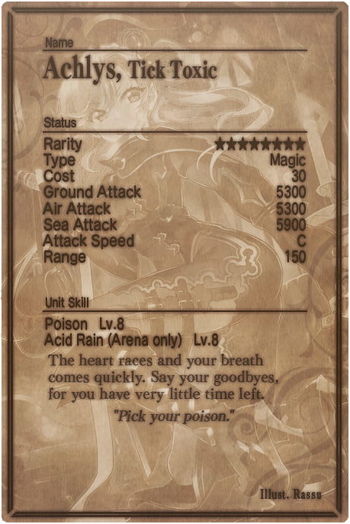 Name
Achlys, Tick Toxic
Status
Rarity ★★★★★★★★
Type Magic
Cost 30
Ground Attack 5300
Air Attack 5300
Sea Attack 5900
Attack Speed C
Range 150
Unit Skill
Poison Lv.8
Acid Rain (Arena only) Lv.8
The heart races and your breath
comes quickly. Say your goodbyes,
for you have very little time left.
"Pick your poison."
Illust. Rassu